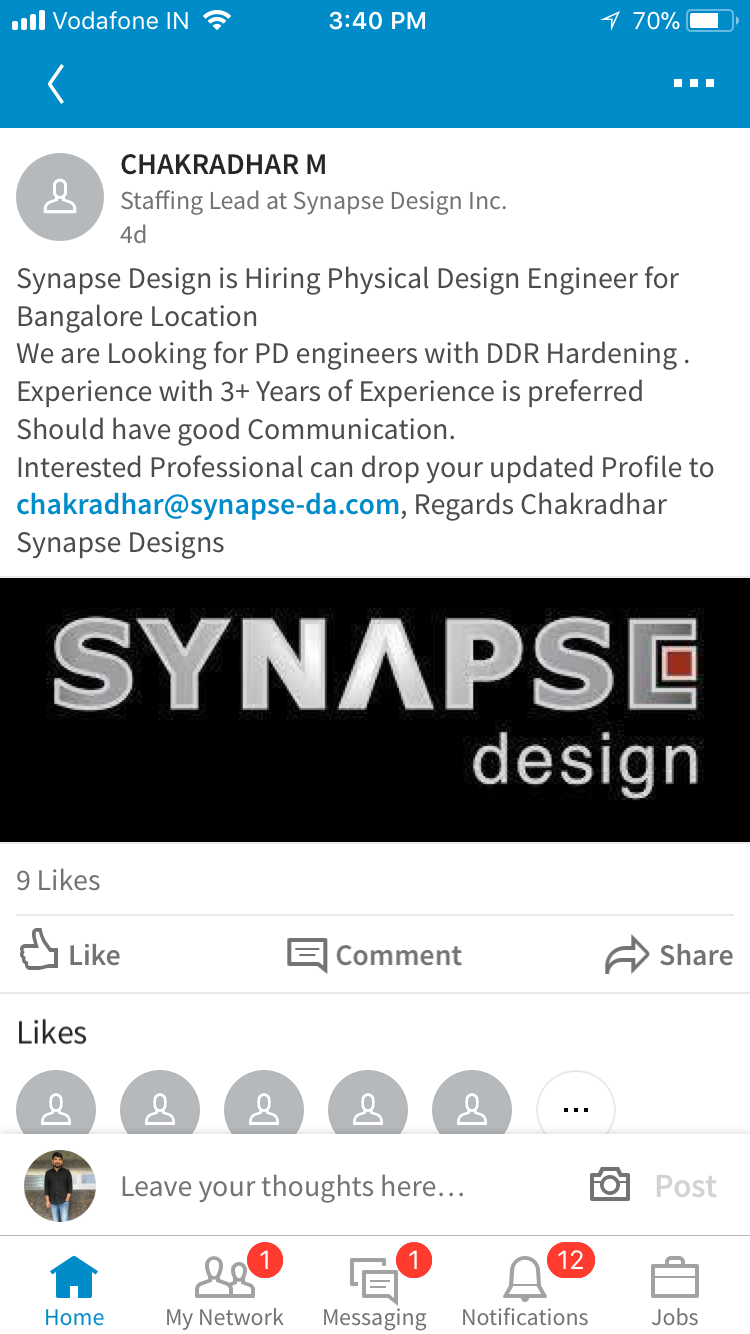 Vodafone IN 3:40 PM 70%
CHAKRADHAR M
Staffing Lead at Synapse Design Inc.
4d
Synapse Design is Hiring Physical Design Engineer for
Bangalore Location
We are Looking for PD engineers with DDR Hardening .
Experience with 3+ Years of Experience is preferred
Should have good Communication.
Interested Professional can drop your updated Profile to
chakradhar@synapse-da.com, Regards Chakradhar
Synapse Designs
SYNAPSE
design
9 Likes
Like Comment Share
Likes
Leave your thoughts here... Post
1 1 12
Home My Network Messaging Notifications Jobs